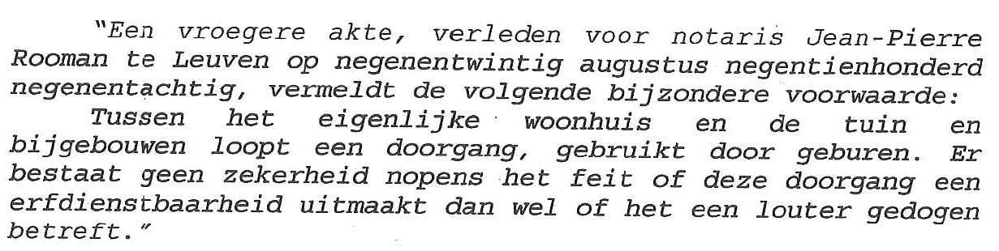 "Een vroegere akte, verleden voor notaris Jean-Pierre
Rooman te Leuven op negenentwintig augustus negentienhonderd
negenentachtig, vermeldt de volgende bijzondere voorwaarde:
Tussen het eigenlijke woonhuis en de tuin en
bijgebouwen loopt een doorgang, gebruikt door geburen. Er
bestaat geen zekerheid nopens het feit of deze doorgang een
erfdienstbaarheid uitmaakt dan wel of het een louter gedogen
betreft."